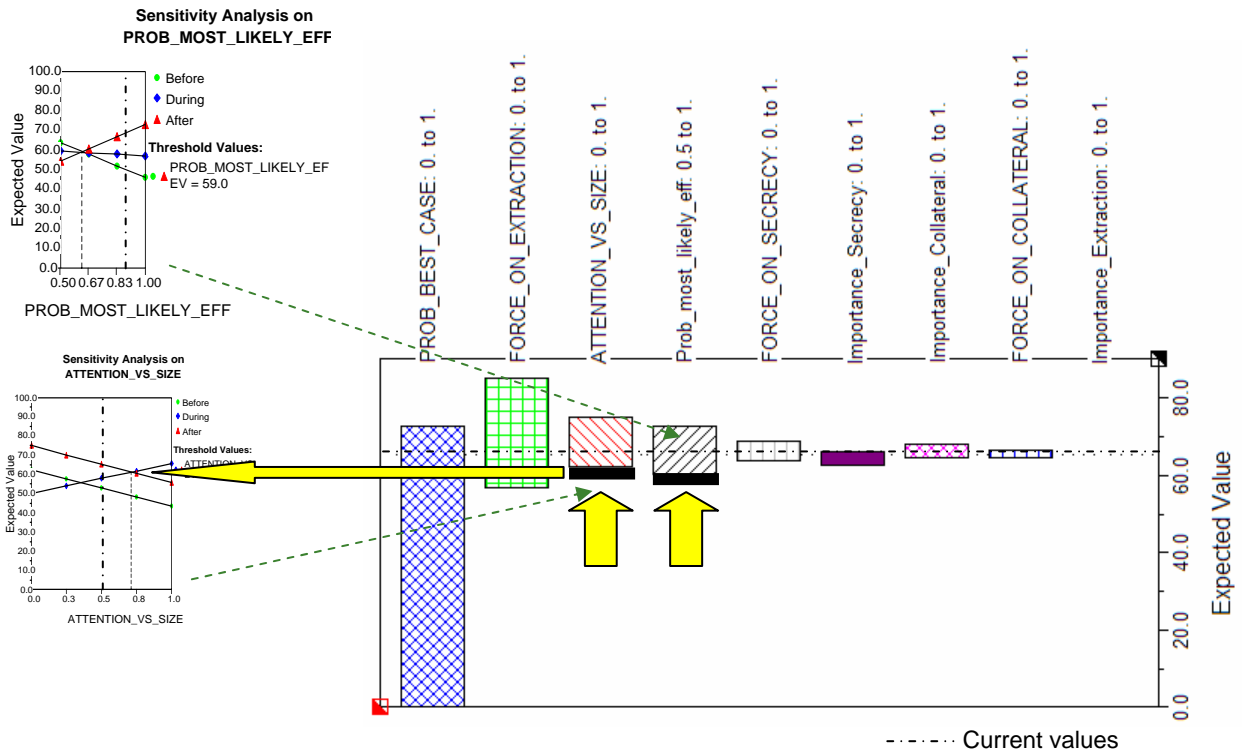 Sensitivity Analysis on
PROB_MOST_LIKELY_EFF
100.0
90.0
80.0
70.0
60.0
50.0
40.0
30.0
20.0
10.0
0.0
Expected Value
0.50 0.67 0.83 1.00
PROB_MOST_LIKELY_EFF
Before
During
After
Threshold Values:
PROB_MOST_LIKELY_EF
EV = 59.0
Sensitivity Analysis on
ATTENTION_VS_SIZE
100.0
90.0
80.0
70.0
60.0
50.0
40.0
30.0
20.0
10.0
0.0
Expected Value
0.0 0.3 0.5 0.8 1.0
ATTENTION_VS_SIZE
Before
During
After
Threshold Values:
PROB_BEST_CASE: 0. to 1.
FORCE_ON_EXTRACTION: 0. to 1.
ATTENTION_VS_SIZE: 0. to 1.
Prob_most_likely_eff: 0.5 to 1.
FORCE_ON_SECRECY: 0. to 1.
Importance_Secrecy: 0. to 1.
Importance_Collateral: 0. to 1.
FORCE_ON_COLLATERAL: 0. to 1.
Importance_Extraction: 0. to 1.
80.0
60.0
40.0
20.0
0.0
Expected Value
Current values